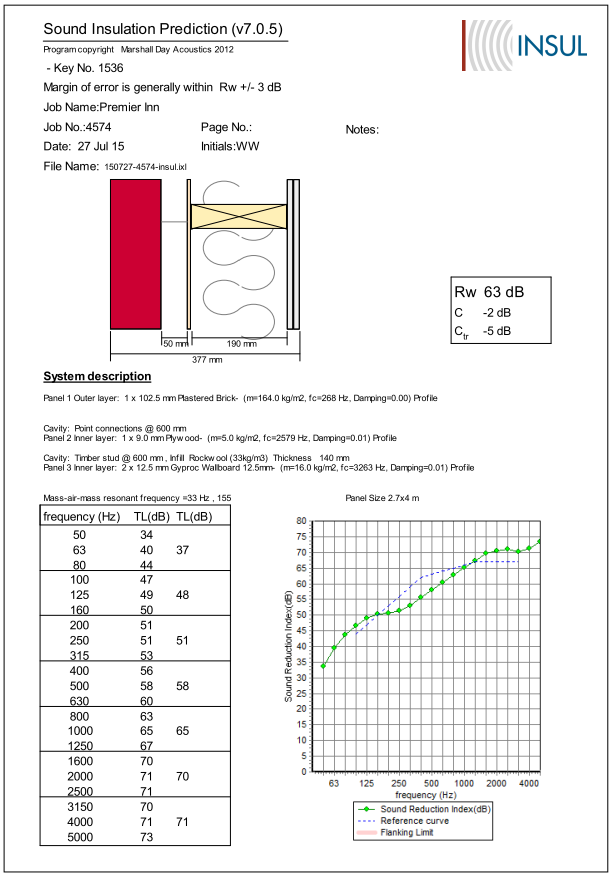 Sound Insulation Prediction (v7.0.5)
Program copyright Marshall Day Acoustics 2012
- Key No. 1536
Margin of error is generally within Rw +/- 3 dB
Job Name:Premier Inn
Job No.:4574 Page No.: Notes:
Date: 27 Jul 15 Initials:WW
File Name: 150727-4574-insul.ixl
INSUL
50 mm 190 mm
377 mm
Rw 63 dB
C -2 dB
Ctr -5 dB
System description
Panel 1 Outer layer: 1 x 102.5 mm Plastered Brick- (m=164.0 kg/m2, fc=268 Hz, Damping=0.00) Profile
Cavity: Point connections @ 600 mm
Panel 2 Inner layer: 1 x 9.0 mm Plywood- (m=5.0 kg/m2, fc=2579 Hz, Damping=0.01) Profile
Cavity: Timber stud @ 600 mm, Infill Rockwool (33kg/m3) Thickness 140 mm
Panel 3 Inner layer: 2 x 12.5 mm Gyproc Wallboard 12.5mm- (m=16.0 kg/m2, fc=3263 Hz, Damping=0.01) Profile
Mass-air-mass resonant frequency =33 Hz , 155
Panel Size 2.7x4 m
frequency (Hz) TL(dB) TL(dB)
50 34
63 40 37
80 44
100 47
125 49 48
160 50
200 51
250 51 51
315 53
400 56
500 58 58
630 60
800 63
1000 65 65
1250 67
1600 70
2000 71 70
2500 71
3150 70
4000 71 71
5000 73
Sound Reduction Index(dB)
80
75
70
65
60
55
50
45
40
35
30
25
20
15
10
5
0
63 125 250 500 1000 2000 4000
frequency (Hz)
Sound Reduction Index(dB)
Reference curve
Flanking Limit